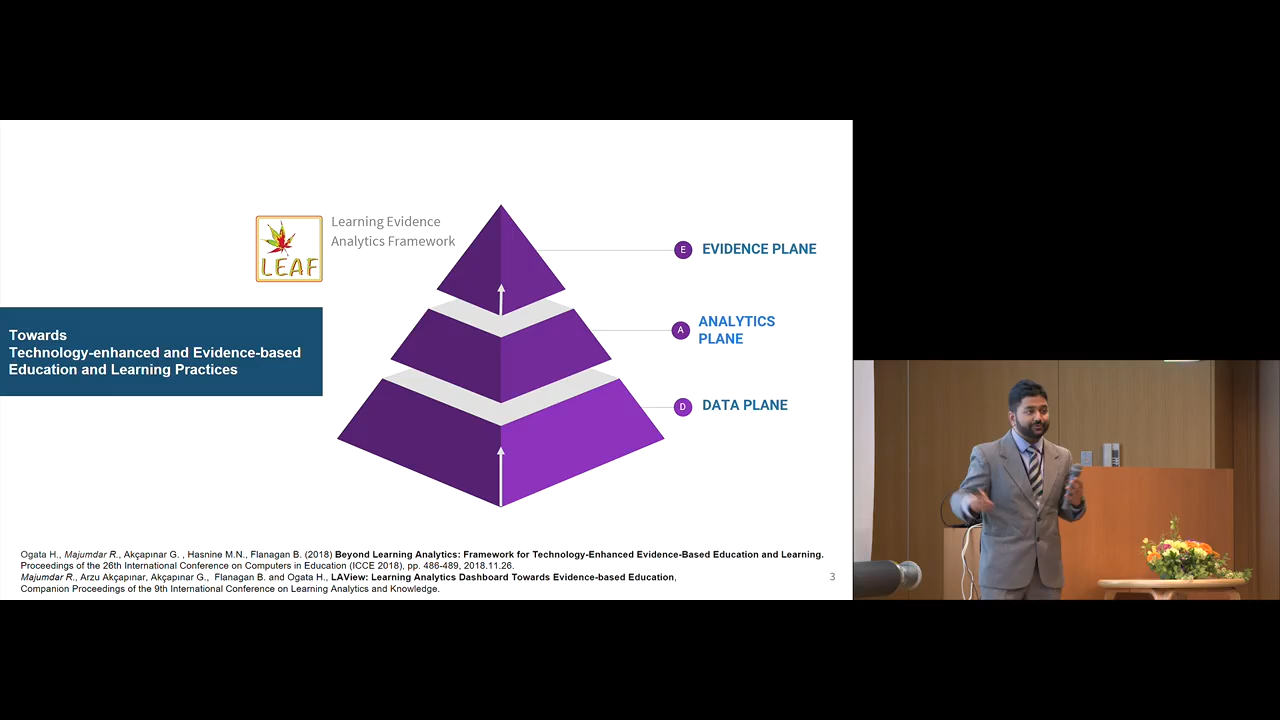 Learning Evidence
Analytics Framework
LEAF
E
EVIDENCE PLANE
A
ANALYTICS
PLANE
D
DATA PLANE
Towards
Technology-enhanced and Evidence-based
Education and Learning Practices
Ogata H., Majumdar R., Akçapınar G. , Hasnine M.N., Flanagan B. (2018) Beyond Learning Analytics: Framework for Technology-Enhanced Evidence-Based Education and Learning.
Proceedings of the 26th International Conference on Computers in Education (ICCE 2018), pp. 486-489, 2018.11.26.
Majumdar R., Arzu Akçapınar, Akçapınar G., Flanagan B. and Ogata H., LAView: Learning Analytics Dashboard Towards Evidence-based Education,
Companion Proceedings of the 9th International Conference on Learning Analytics and Knowledge.
3